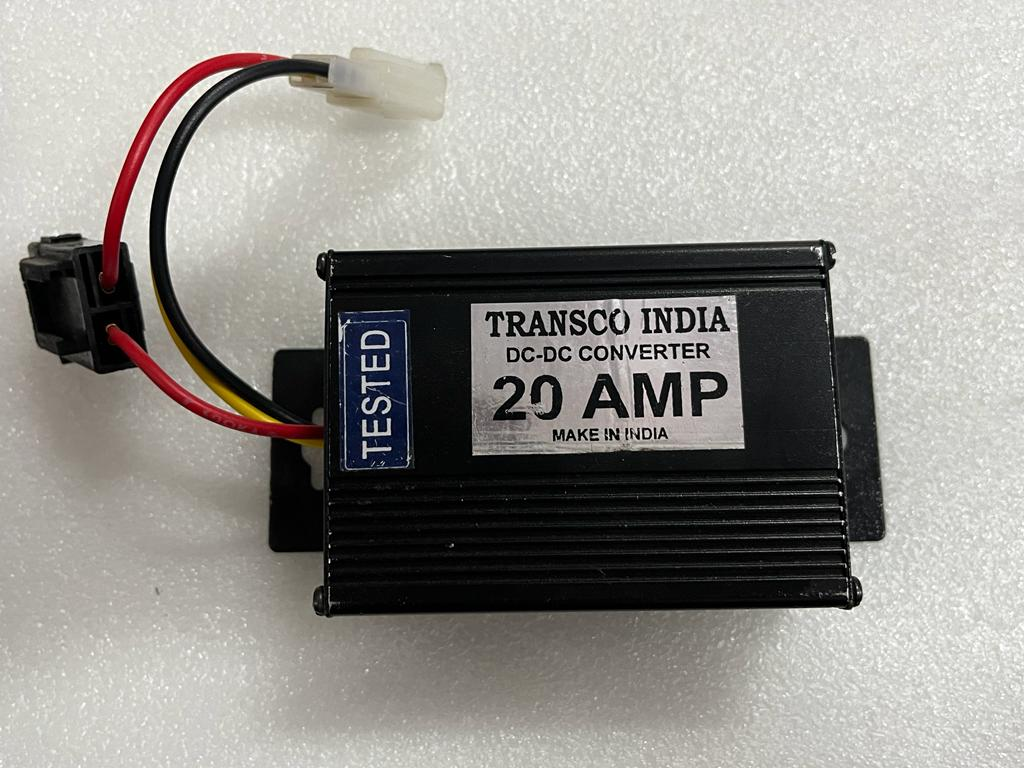 TRANSCO INDIA
DC-DC CONVERTER
20 AMP
MAKE IN INDIA
TESTED